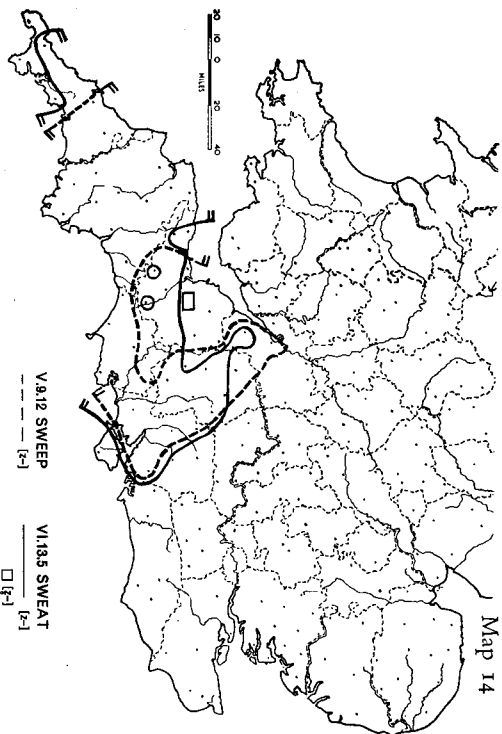 Map 14
20 10 0 20 40
MILES
V.9.12 SWEEP
[z-]
VI.13.5 SWEAT
[z-]